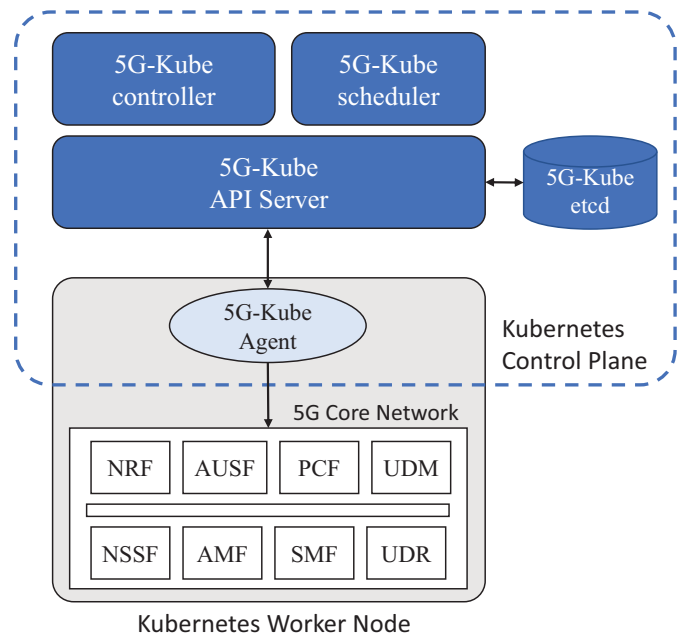 5G-Kube
controller
5G-Kube
scheduler
5G-Kube
API Server
5G-Kube
etcd
5G-Kube
Agent
Kubernetes
Control Plane
5G Core Network
NRF
AUSF
PCF
UDM
NSSF
AMF
SMF
UDR
Kubernetes Worker Node